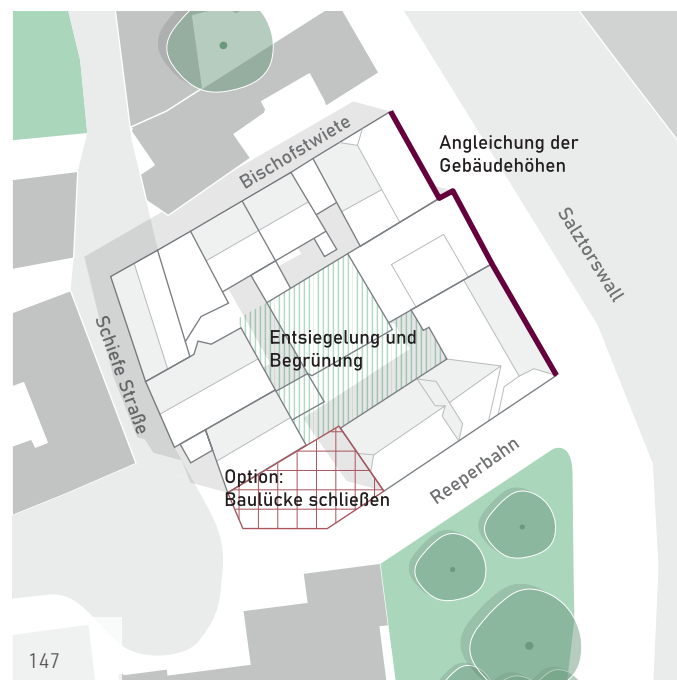 Bischofstwiete
Angleichung der
Gebäudehöhen
Salztorswall
Schiefe Straße
Entsiegelung und
Begrünung
Option:
Baulücke schließen
Reeperbahn
147